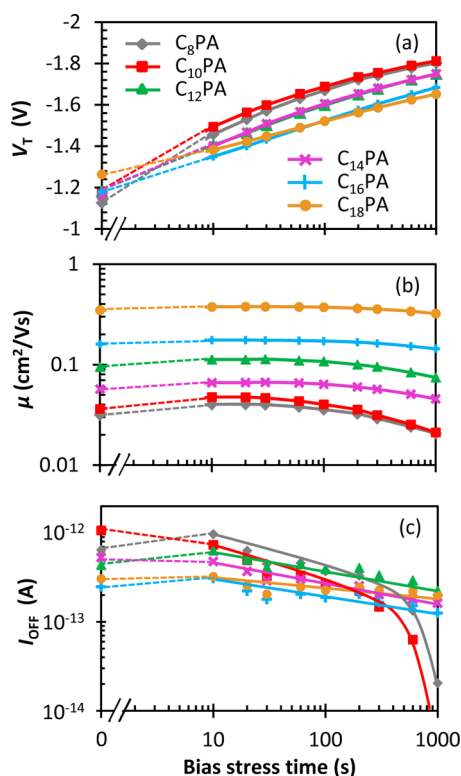 -2
-1.8
-1.6
-1.4
-1.2
-1
V_T (V)
(a)
C₈PA
C₁₀PA
C₁₂PA
C₁₄PA
C₁₆PA
C₁₈PA
1
0.1
0.01
μ (cm²/Vs)
(b)
10⁻¹²
10⁻¹³
10⁻¹⁴
I_OFF (A)
(c)
0 10 100 1000
Bias stress time (s)